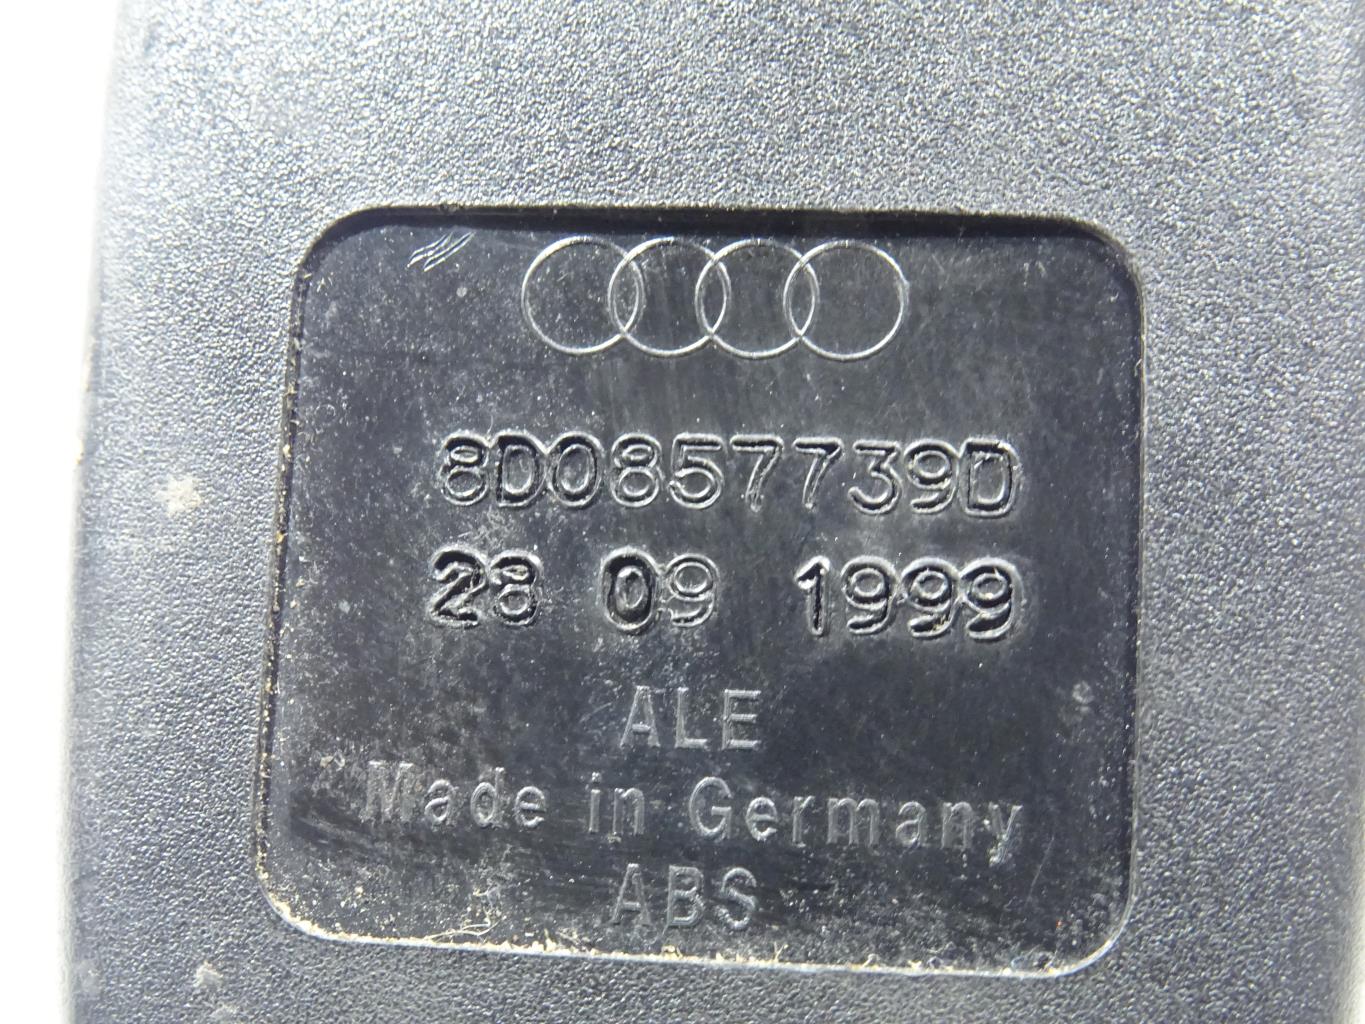 8D0857739D
28 09 1999
ALE
Made in Germany
ABS